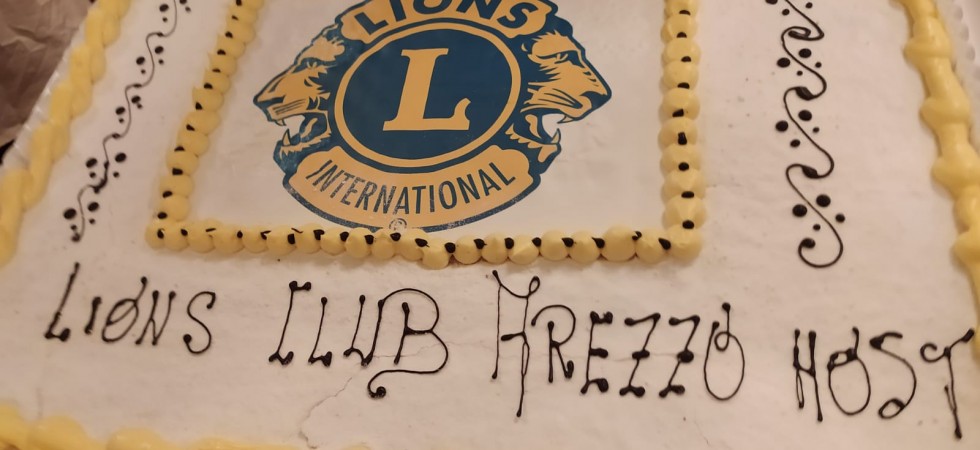 LIONS
L
INTERNATIONAL
®
LIONS CLUB AREZZO HOST